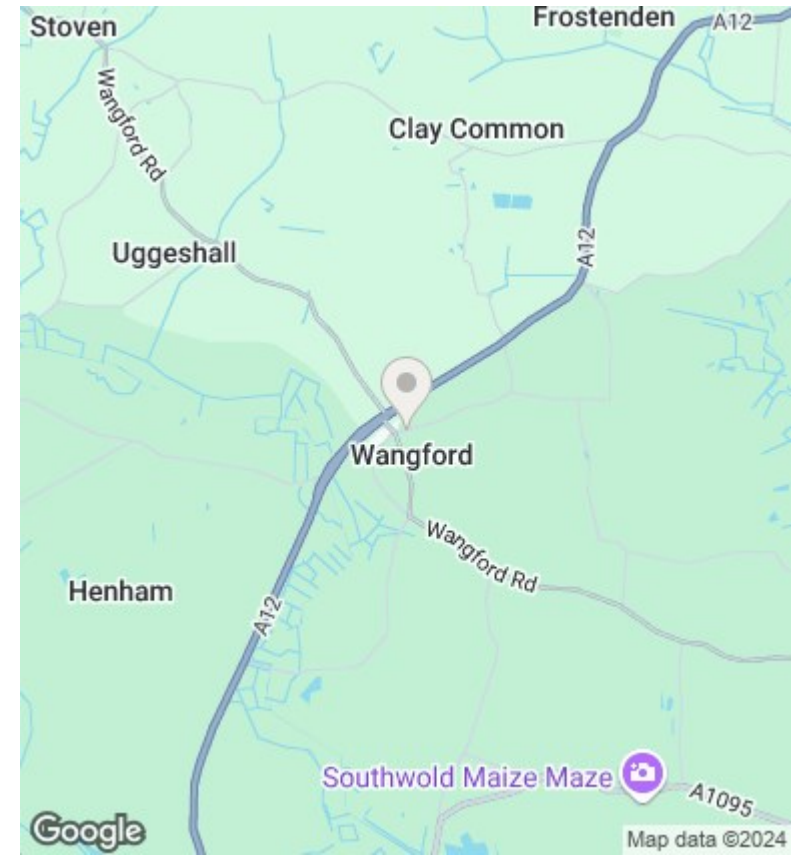 Frostenden
A12
Stoven
Wangford Rd
Clay Common
Uggeshall
A12
Wangford
Wangford Rd
Henham
A12
Southwold Maize Maze
A1095
Google
Map data ©2024